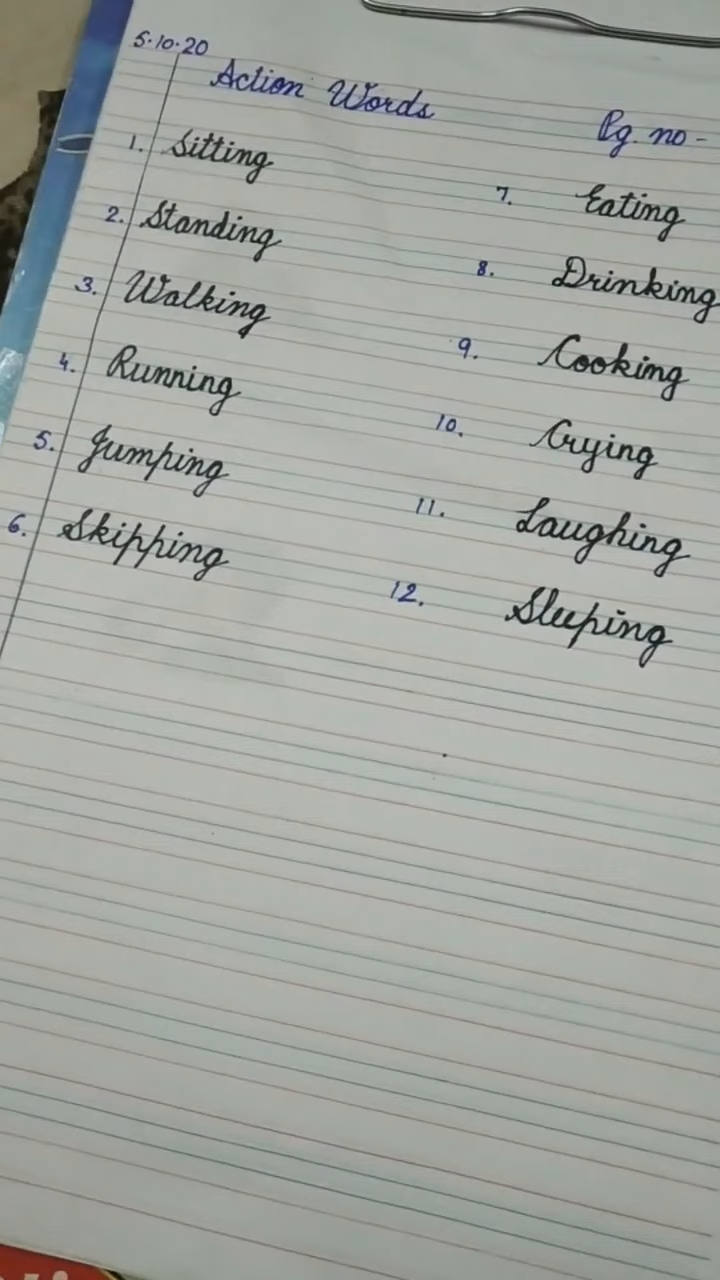 5.10.20
Action Words
Pg. no -
1. Sitting
2. Standing
3. Walking
4. Running
5. Jumping
6. Skipping
7. Eating
8. Drinking
9. Cooking
10. Crying
11. Laughing
12. Sleeping